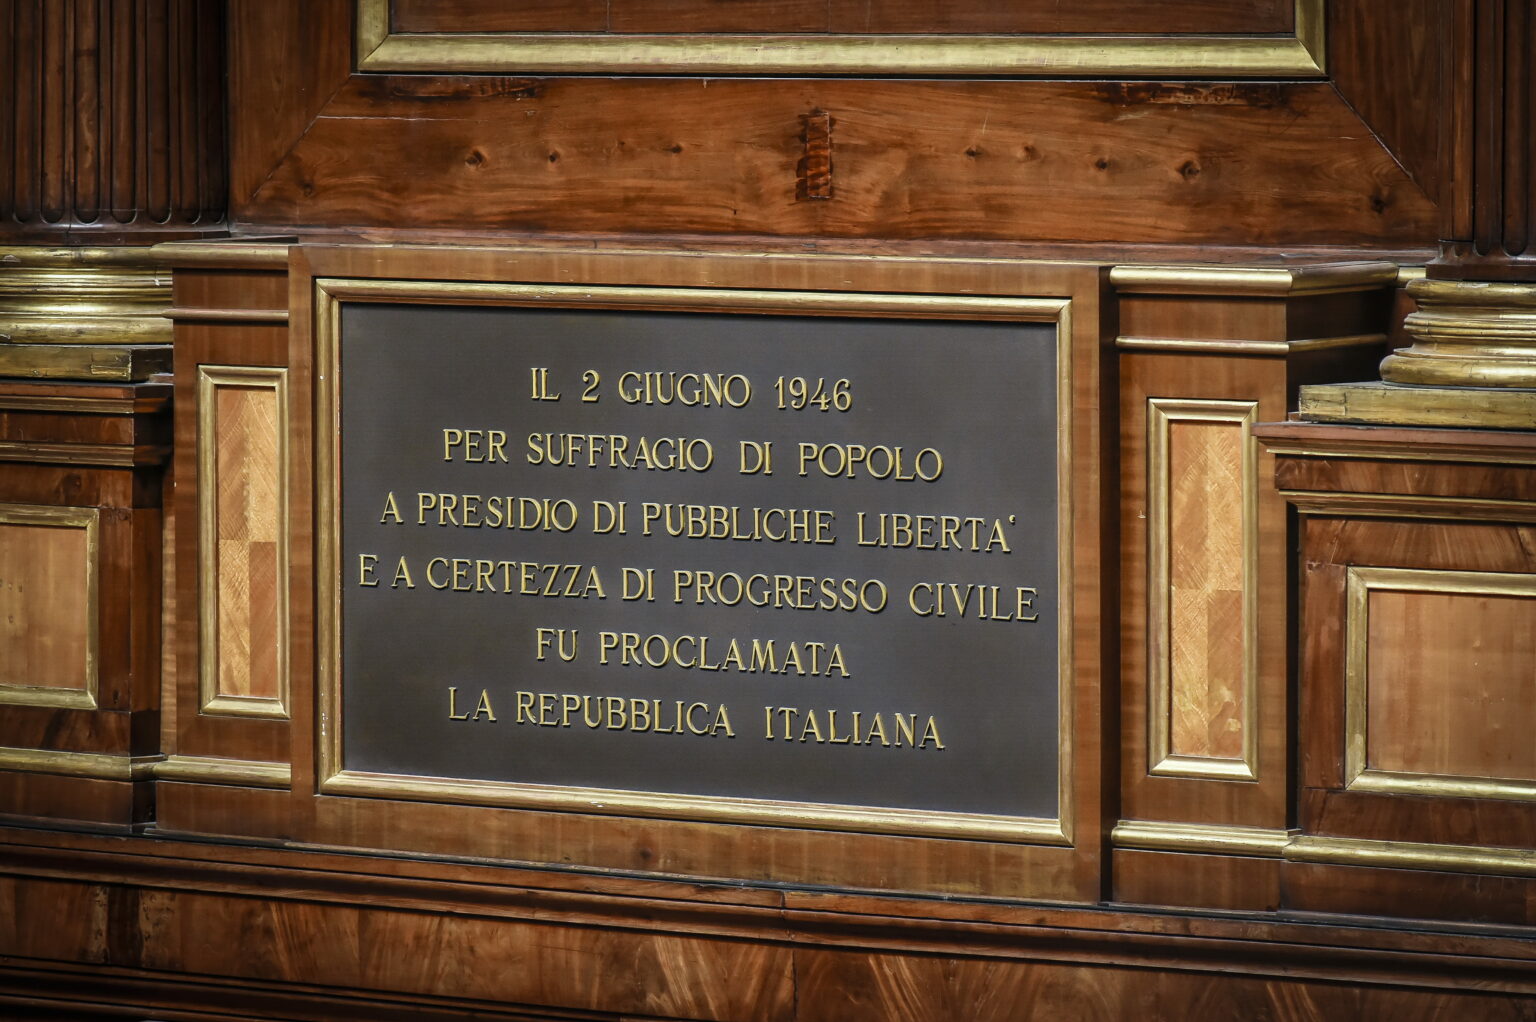 IL 2 GIUGNO 1946
PER SUFFRAGIO DI POPOLO
A PRESIDIO DI PUBBLICHE LIBERTA‘
E A CERTEZZA DI PROGRESSO CIVILE
FU PROCLAMATA
LA REPUBBLICA ITALIANA